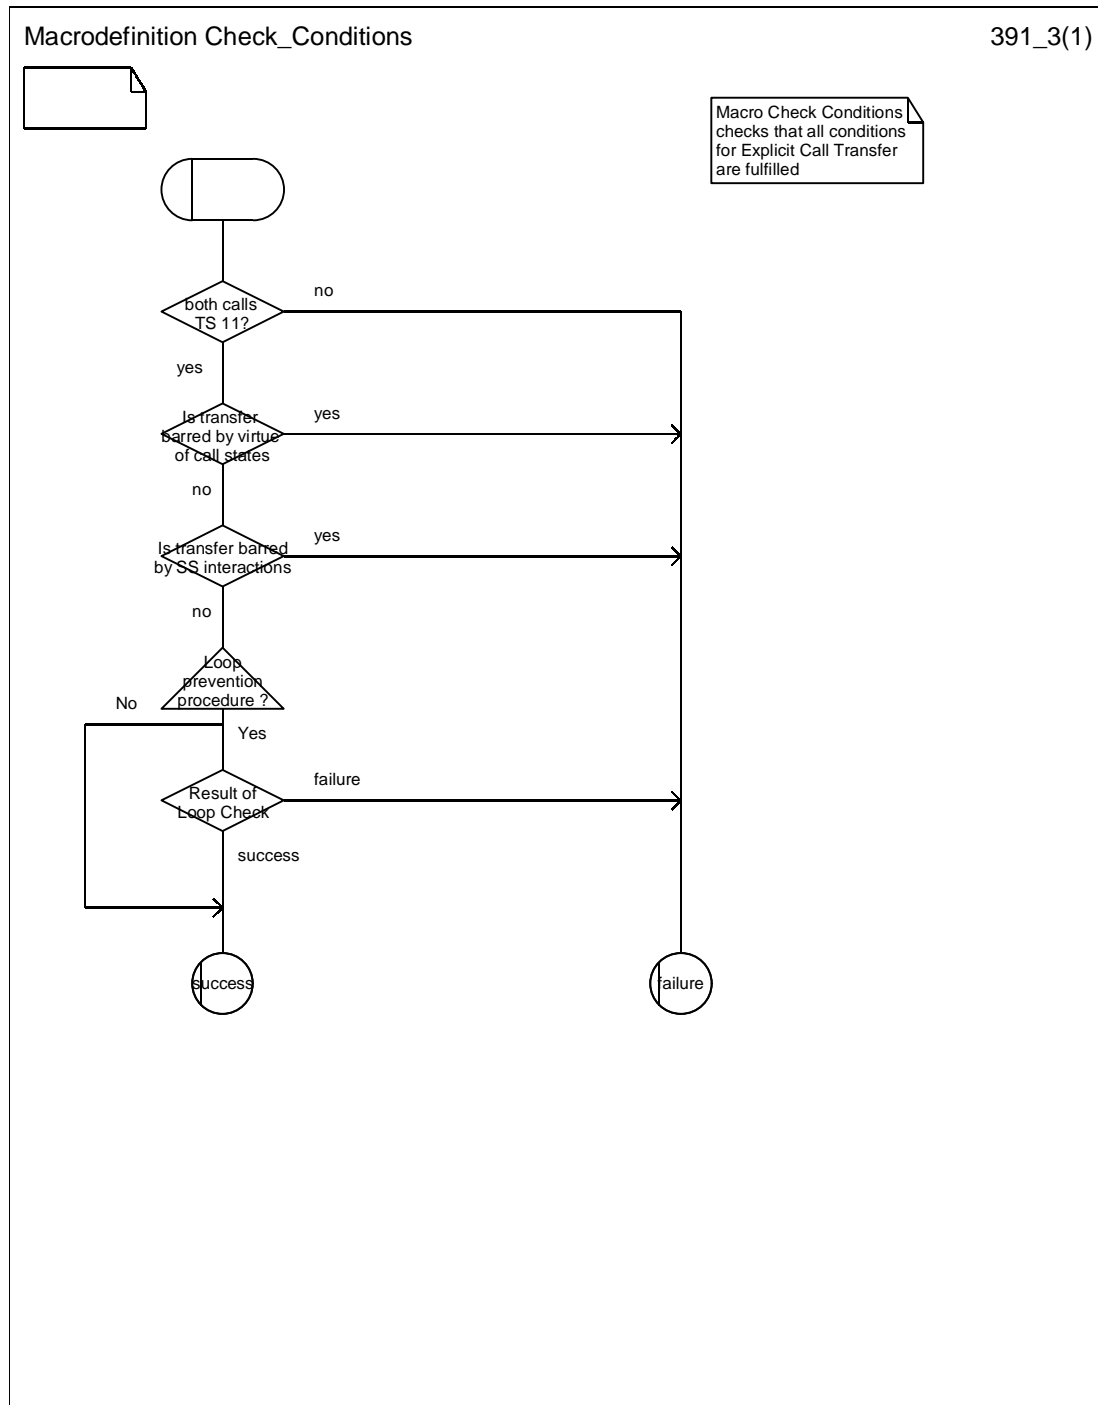 Macrodefinition Check_Conditions
391_3(1)
Macro Check Conditions
checks that all conditions
for Explicit Call Transfer
are fulfilled
both calls
TS 11?
no
yes
Is transfer
barred by virtue
of call states
yes
no
Is transfer barred
by SS interactions
yes
no
Loop
prevention
procedure ?
No
Yes
Result of
Loop Check
failure
success
success
failure